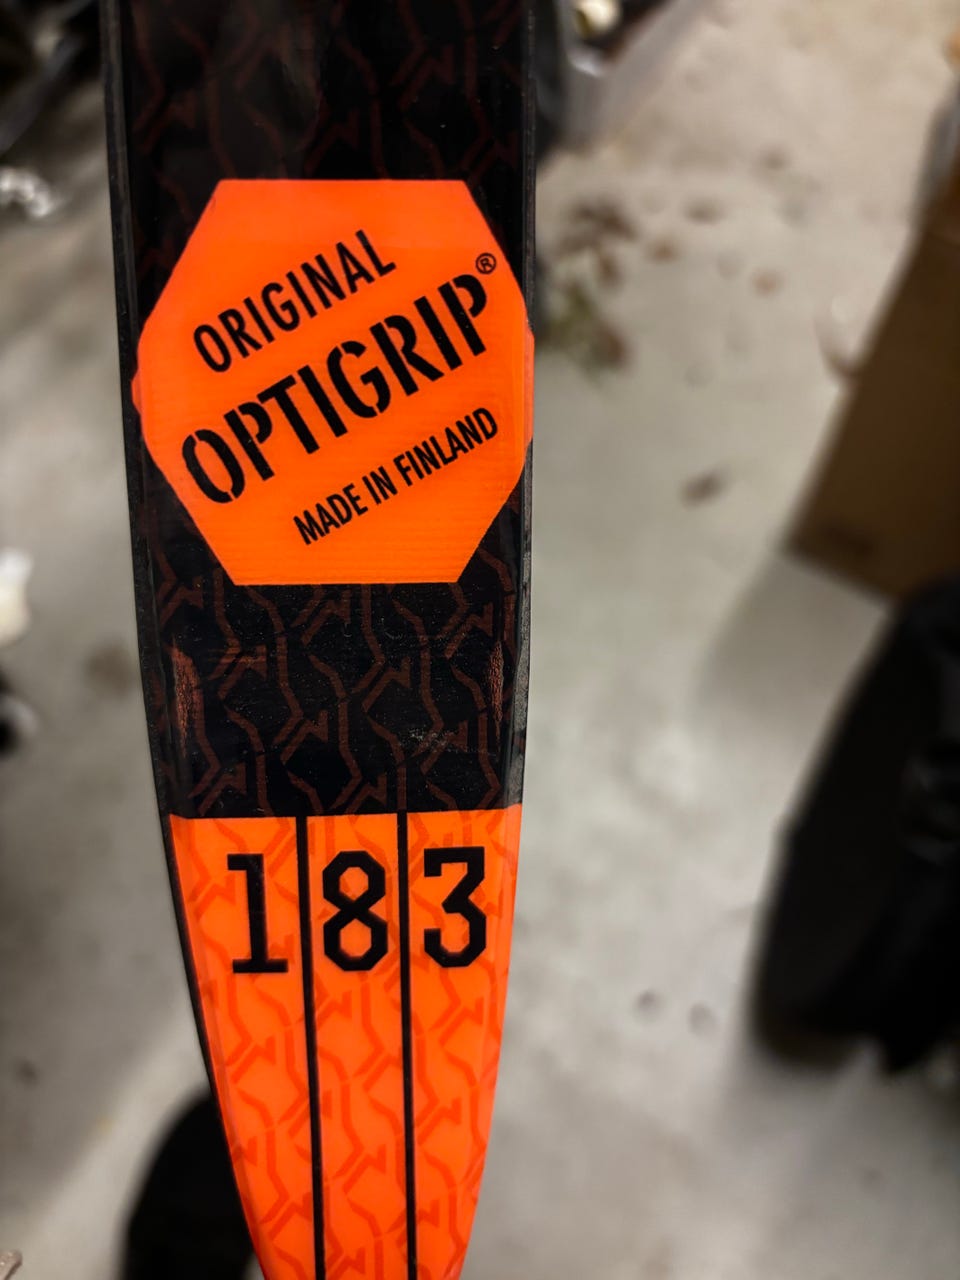 ORIGINAL
OPTIGRIP®
MADE IN FINLAND
183